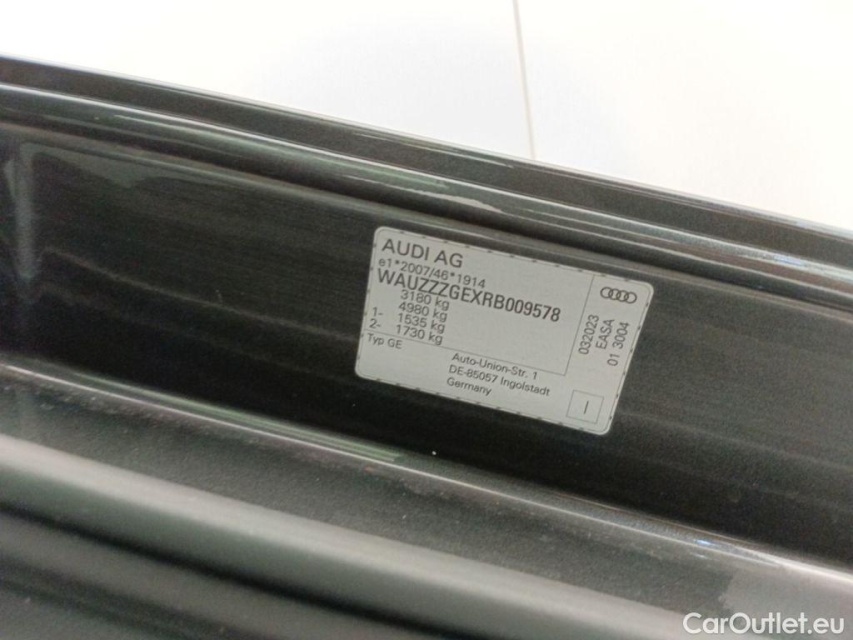 AUDI AG
e1*2007/46*1914
WAUZZZGEXRB009578
3180 kg
4980 kg
1- 1535 kg
2- 1730 kg
Typ GE
Auto-Union-Str. 1
DE-85057 Ingolstadt
Germany
032023
EASA
01 3004
I
CarOutlet.eu